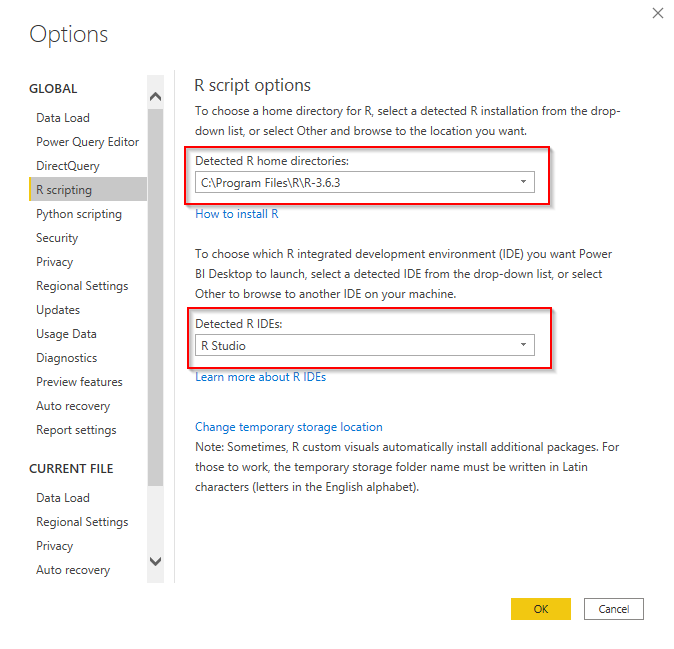 Options
GLOBAL
Data Load
Power Query Editor
DirectQuery
R scripting
Python scripting
Security
Privacy
Regional Settings
Updates
Usage Data
Diagnostics
Preview features
Auto recovery
Report settings
CURRENT FILE
Data Load
Regional Settings
Privacy
Auto recovery
R script options
To choose a home directory for R, select a detected R installation from the drop-
down list, or select Other and browse to the location you want.
Detected R home directories:
C:\Program Files\R\R-3.6.3
How to install R
To choose which R integrated development environment (IDE) you want Power
BI Desktop to launch, select a detected IDE from the drop-down list, or select
Other to browse to another IDE on your machine.
Detected R IDEs:
R Studio
Learn more about R IDEs
Change temporary storage location
Note: Sometimes, R custom visuals automatically install additional packages. For
those to work, the temporary storage folder name must be written in Latin
characters (letters in the English alphabet).
OK
Cancel